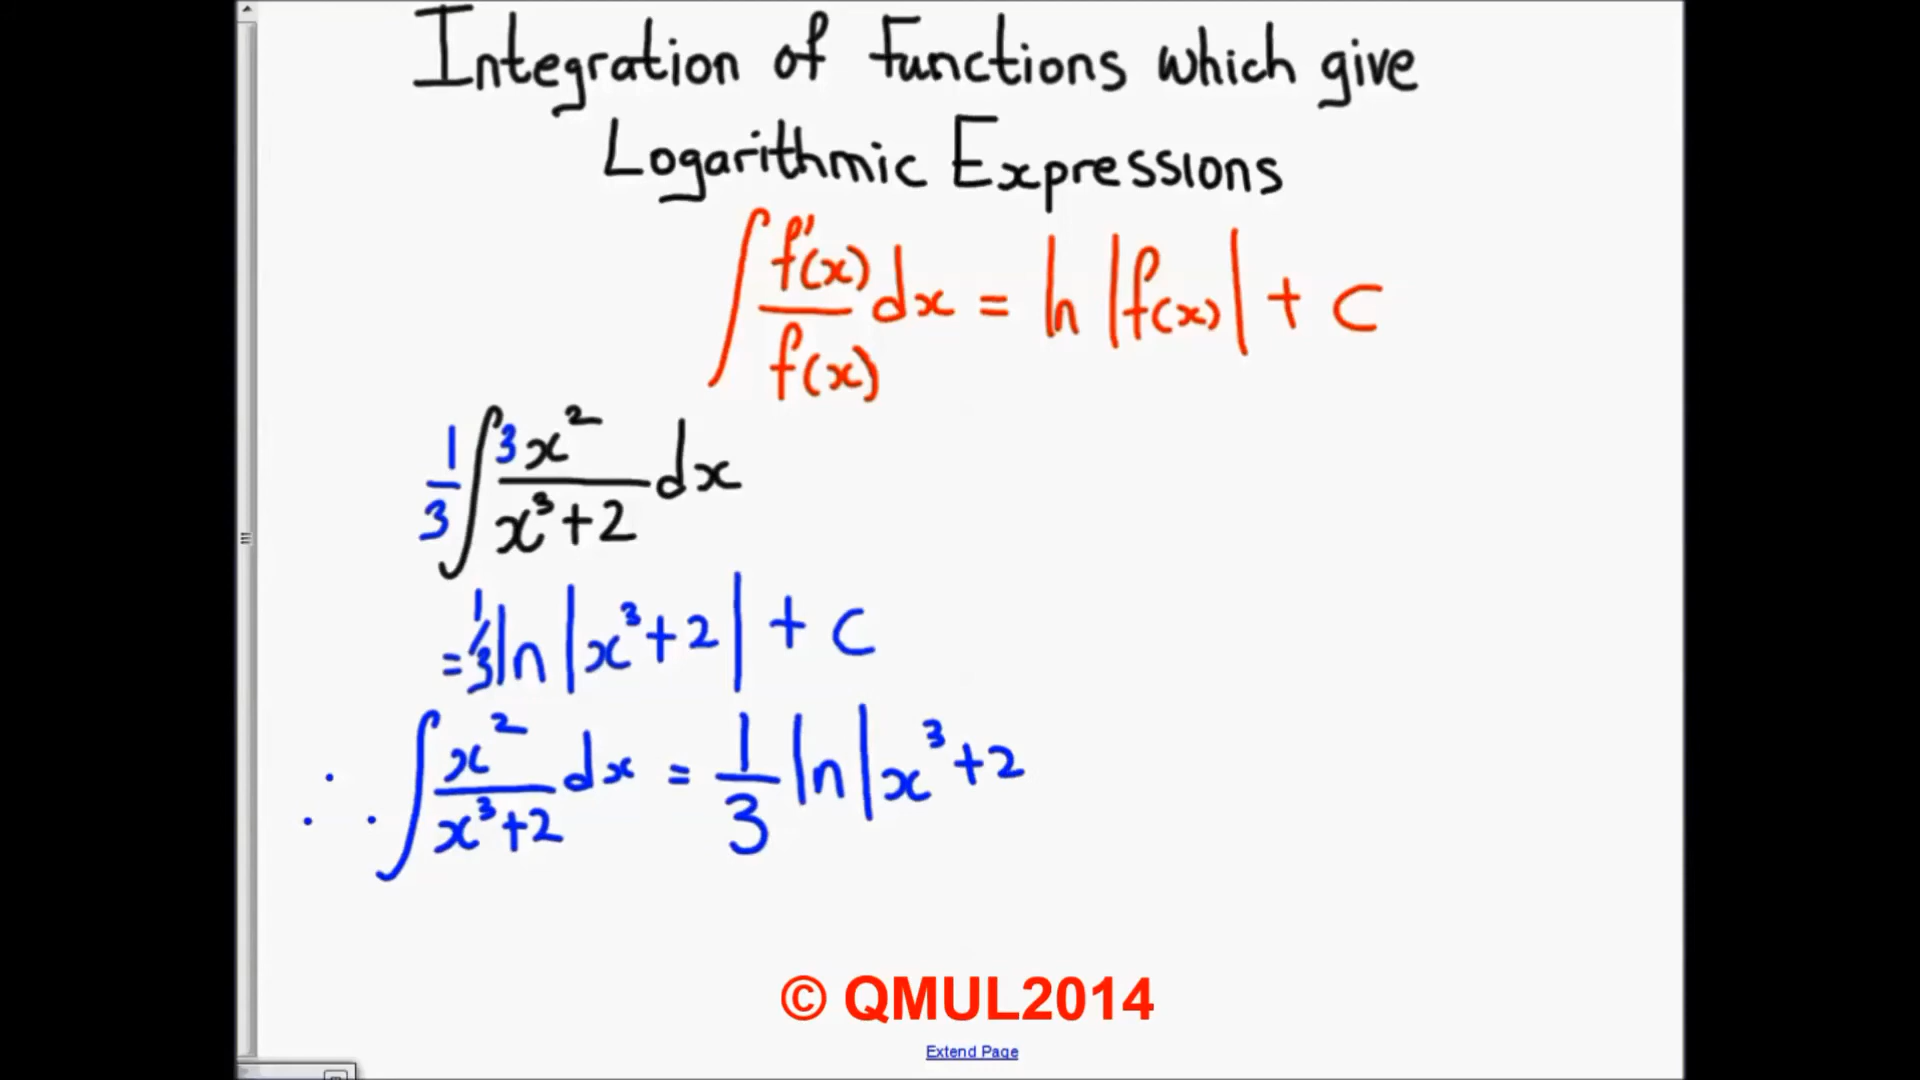 Integration of Functions which give
Logarithmic Expressions
∫ f'(x)/f(x) dx = ln |f(x)| + c
1/3 ∫ 3x²/x³+2 dx
= 1/3 ln |x³+2| + c
∴ ∫ x²/x³+2 dx = 1/3 ln |x³+2
© QMUL2014
Extend Page